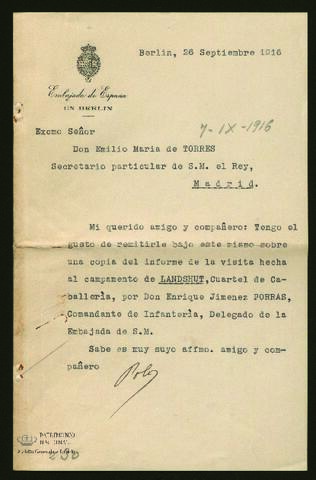 Berlin, 26 Septiembre 1916
Embajada de España
EN BERLIN
7-IX-1916
Excmo Señor
Don Emilio Maria de TORRES
Secretario particular de S.M. el Rey,
Madrid.
Mi querido amigo y compañero: Tengo el
gusto de remitirle bajo este mismo sobre
una copia del informe de la visita hecha
al campamento de LANDSHUT, Cuartel de Ca-
ballería, por Don Enrique Jimenez PORRAS,
Comandante de Infantería, Delegado de la
Embajada de S.M.
Sabe es muy suyo affmo. amigo y com-
pañero
Polo
PATRIMONIO
NACIONAL